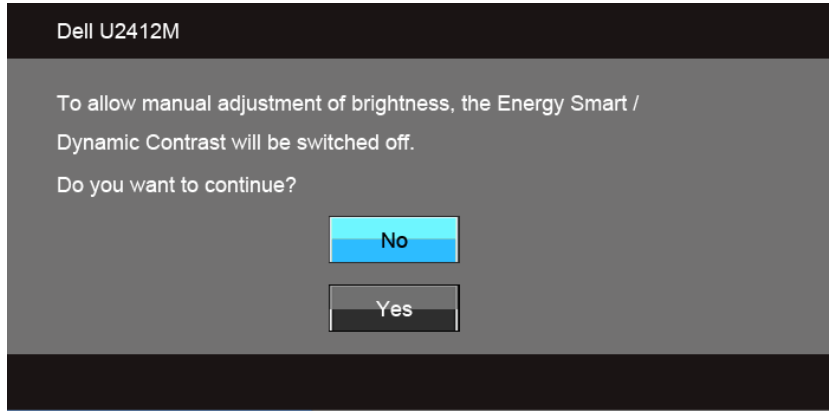 Dell U2412M
To allow manual adjustment of brightness, the Energy Smart /
Dynamic Contrast will be switched off.
Do you want to continue?
No
Yes